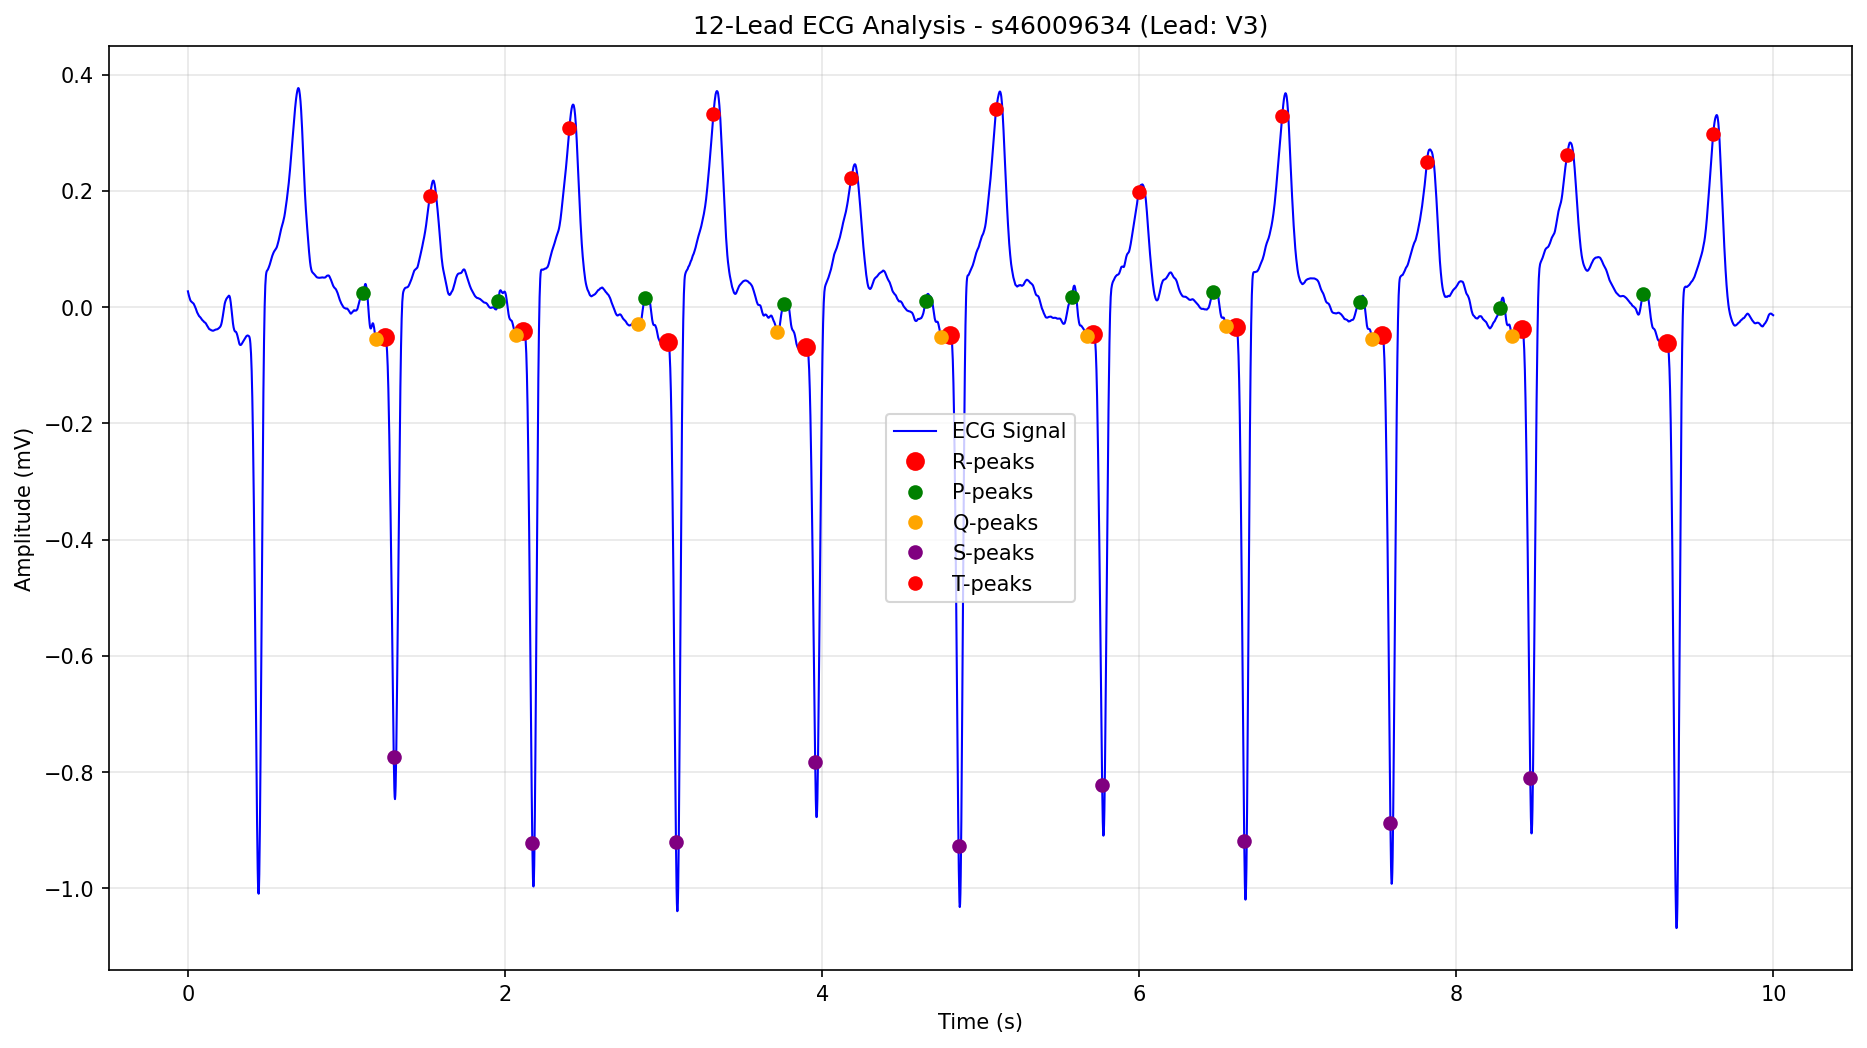 12-Lead ECG Analysis - s46009634 (Lead: V3)
Amplitude (mV)
0.4
0.2
0.0
−0.2
−0.4
−0.6
−0.8
−1.0
ECG Signal
R-peaks
P-peaks
Q-peaks
S-peaks
T-peaks
0 2 4 6 8 10
Time (s)